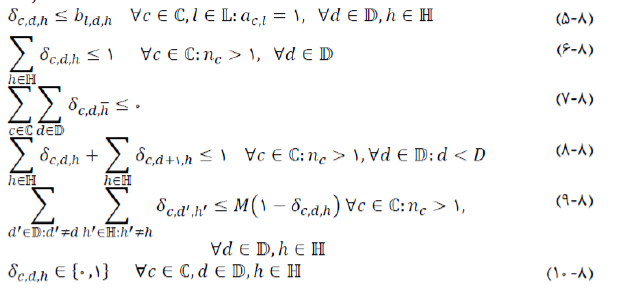 δ_{c,d,h} ≤ b_{l,d,h} ∀c ∈ ℂ, l ∈ 𝕃: a_{c,l} = ۱, ∀d ∈ 𝔻, h ∈ ℍ (۵-۸)
∑_{h∈ℍ} δ_{c,d,h} ≤ ۱ ∀c ∈ ℂ: n_c > ۱, ∀d ∈ 𝔻 (۶-۸)
∑_{c∈ℂ} ∑_{d∈𝔻} δ_{c,d,h̅} ≤ ۰ (۷-۸)
∑_{h∈ℍ} δ_{c,d,h} + ∑_{h∈ℍ} δ_{c,d+۱,h} ≤ ۱ ∀c ∈ ℂ: n_c > ۱, ∀d ∈ 𝔻: d < D (۸-۸)
∑_{d′∈𝔻:d′≠d} ∑_{h′∈ℍ:h′≠h} δ_{c,d′,h′} ≤ M(۱ − δ_{c,d,h}) ∀c ∈ ℂ: n_c > ۱, (۹-۸)
∀d ∈ 𝔻, h ∈ ℍ
δ_{c,d,h} ∈ {۰,۱} ∀c ∈ ℂ, d ∈ 𝔻, h ∈ ℍ (۱۰-۸)